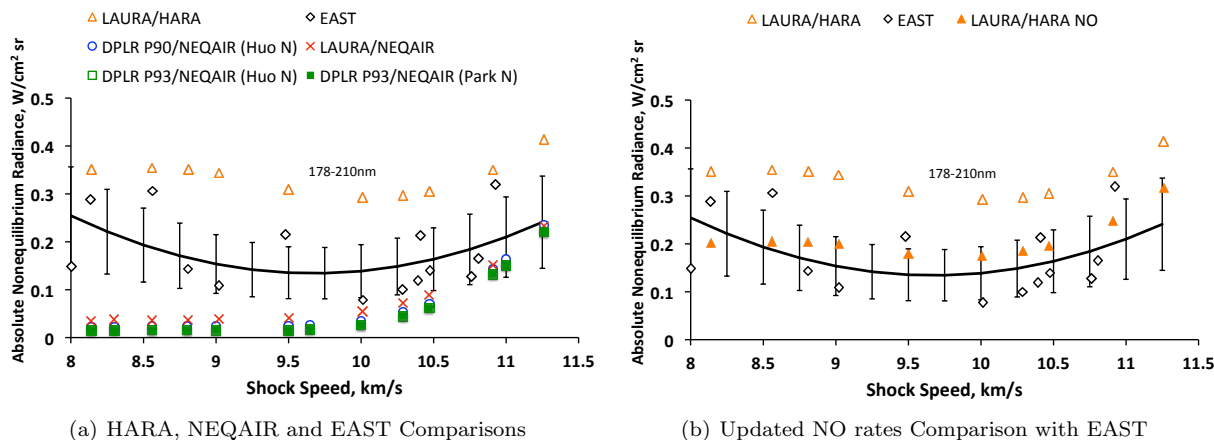 LAURA/HARA EAST
DPLR P90/NEQAIR (Huo N) LAURA/NEQAIR
DPLR P93/NEQAIR (Huo N) DPLR P93/NEQAIR (Park N)
Absolute Nonequilibrium Radiance, W/cm² sr
0.5
0.4
0.3
0.2
0.1
0
178-210nm
8 8.5 9 9.5 10 10.5 11 11.5
Shock Speed, km/s
(a) HARA, NEQAIR and EAST Comparisons
LAURA/HARA EAST LAURA/HARA NO
Absolute Nonequilibrium Radiance, W/cm² sr
0.5
0.4
0.3
0.2
0.1
0
178-210nm
8 8.5 9 9.5 10 10.5 11 11.5
Shock Speed, km/s
(b) Updated NO rates Comparison with EAST